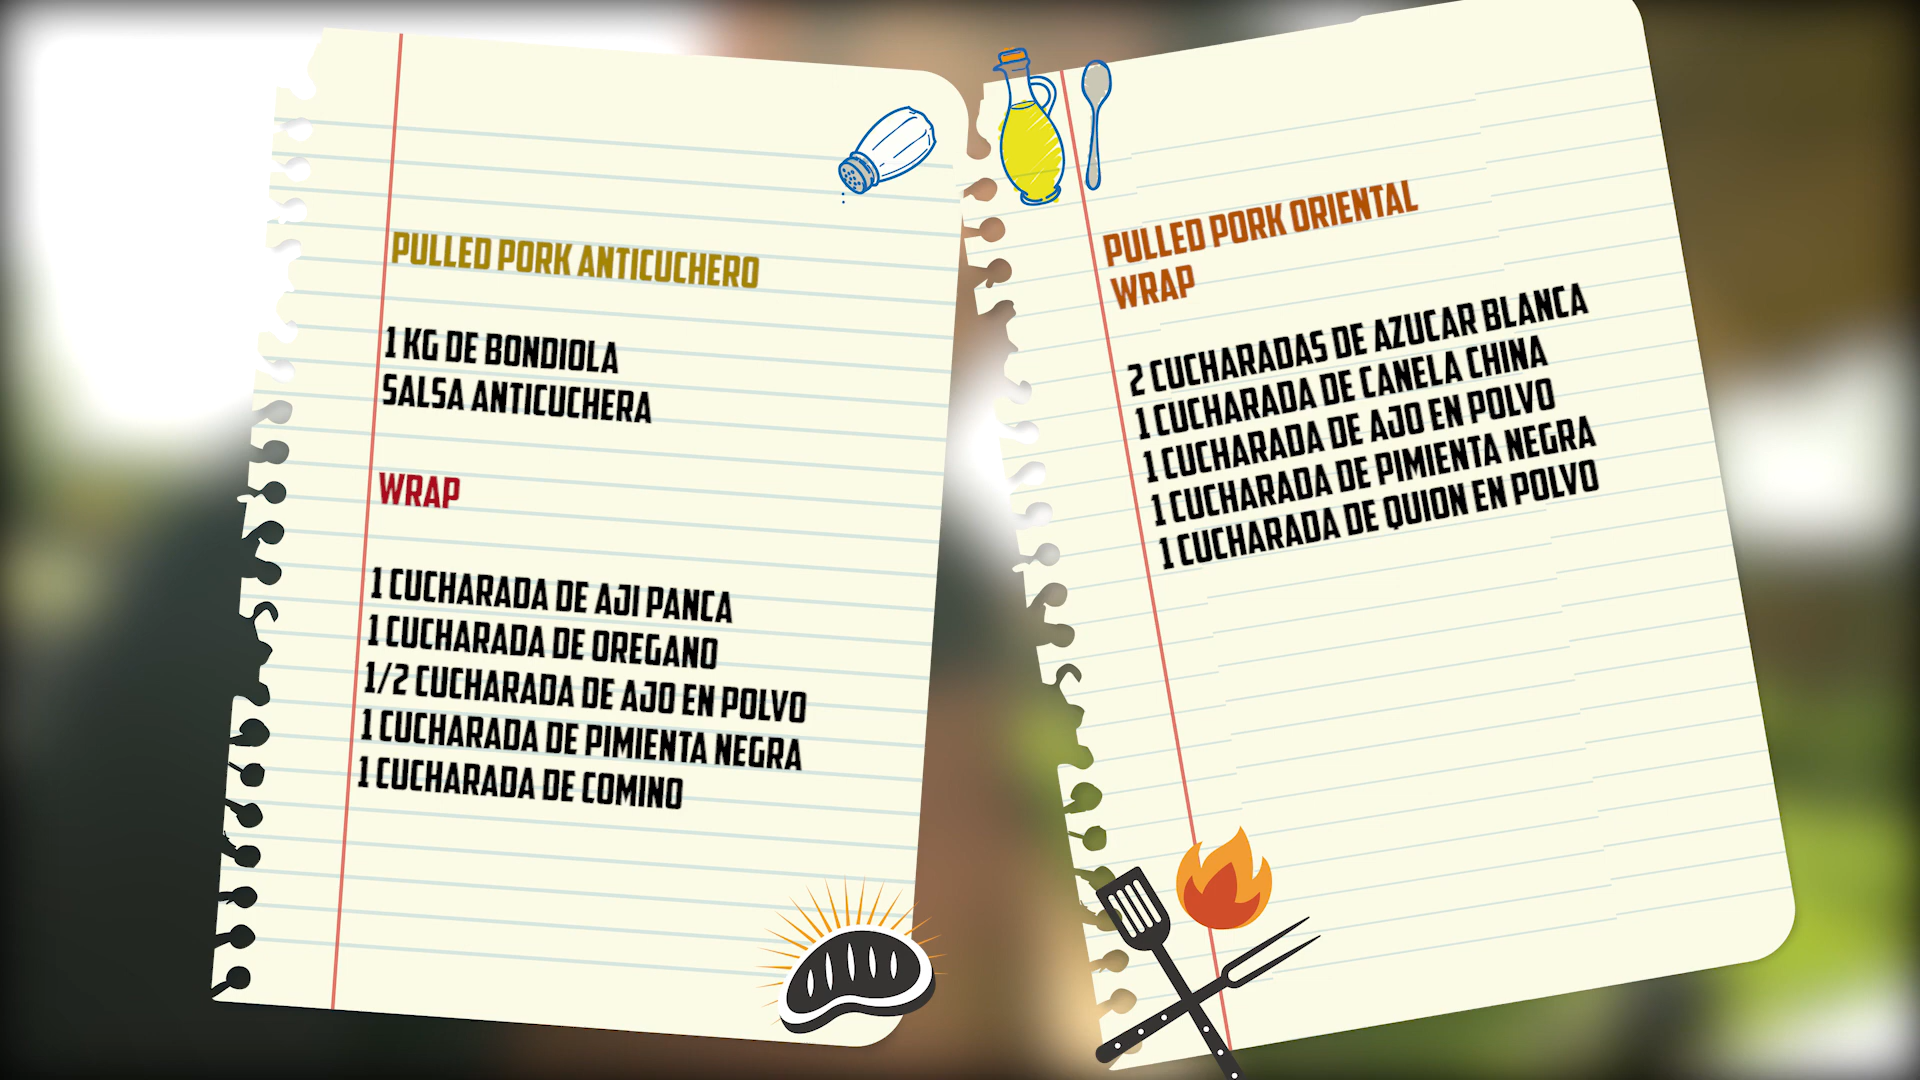 PULLED PORK ANTICUCHERO
1 KG DE BONDIOLA
SALSA ANTICUCHERA
WRAP
1 CUCHARADA DE AJI PANCA
1 CUCHARADA DE OREGANO
1/2 CUCHARADA DE AJO EN POLVO
1 CUCHARADA DE PIMIENTA NEGRA
1 CUCHARADA DE COMINO
PULLED PORK ORIENTAL
WRAP
2 CUCHARADAS DE AZUCAR BLANCA
1 CUCHARADA DE CANELA CHINA
1 CUCHARADA DE AJO EN POLVO
1 CUCHARADA DE PIMIENTA NEGRA
1 CUCHARADA DE QUION EN POLVO